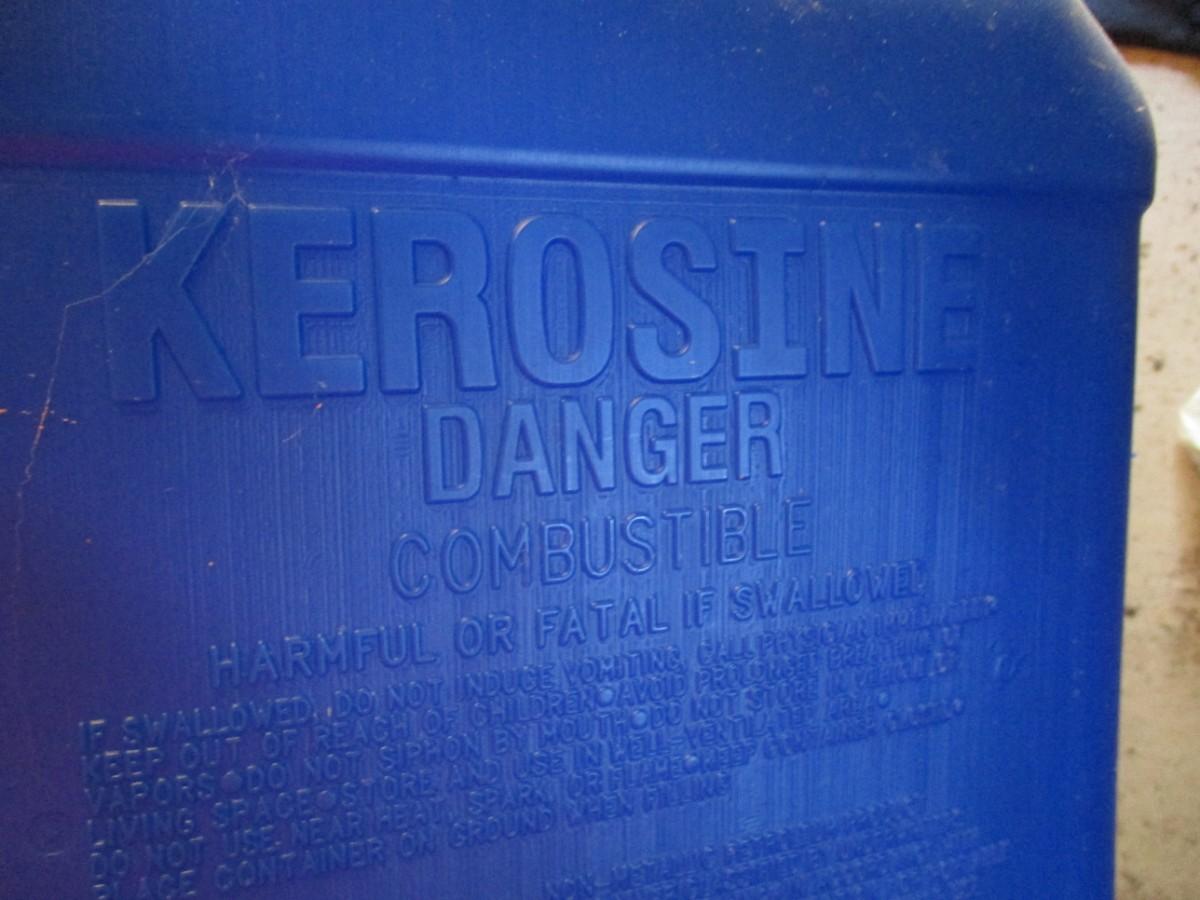 KEROSINE
DANGER
COMBUSTIBLE
HARMFUL OR FATAL IF SWALLOWED
IF SWALLOWED, DO NOT INDUCE VOMITING, CALL PHYSICIAN
KEEP OUT OF REACH OF CHILDREN•AVOID BREATHING OF
VAPORS•DO NOT SIPHON BY MOUTH•DO NOT STORE IN VEHICLE OR
LIVING SPACE•STORE AND USE IN WELL-VENTILATED AREA•
DO NOT USE NEAR HEAT, SPARK OR FLAME•KEEP CONTAINER CLOSED•
PLACE CONTAINER ON GROUND WHEN FILLING
NON-METALLIC